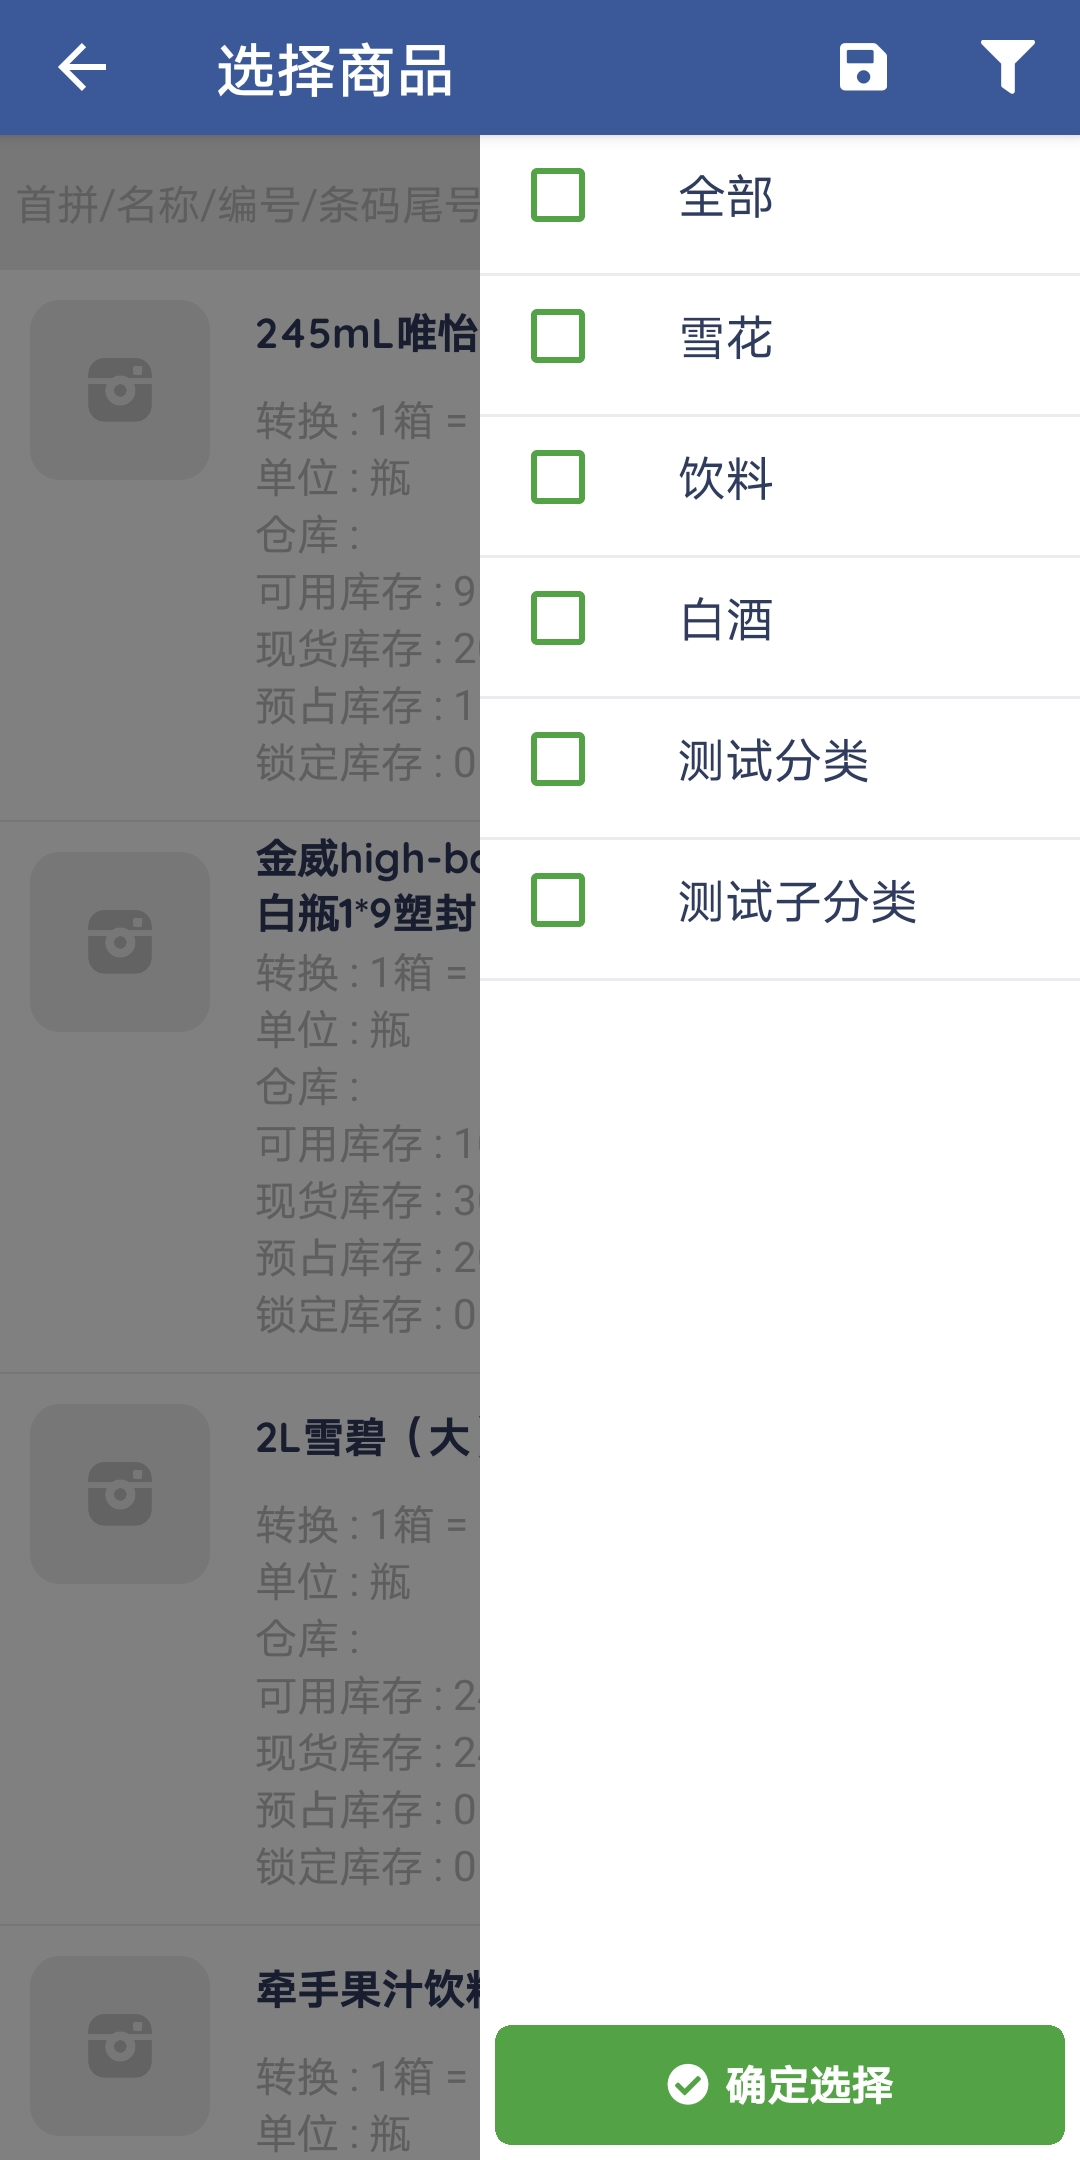 选择商品
首拼/名称/编号/条码尾号
245mL唯怡
转换 : 1箱 =
单位 : 瓶
仓库 :
可用库存 : 9
现货库存 : 20
预占库存 : 1
锁定库存 : 0
金威high-bo
白瓶1*9塑封
转换 : 1箱 =
单位 : 瓶
仓库 :
可用库存 : 10
现货库存 : 30
预占库存 : 20
锁定库存 : 0
2L雪碧（大）
转换 : 1箱 =
单位 : 瓶
仓库 :
可用库存 : 24
现货库存 : 24
预占库存 : 0
锁定库存 : 0
牵手果汁饮料
转换 : 1箱 =
单位 : 瓶
全部
雪花
饮料
白酒
测试分类
测试子分类
确定选择